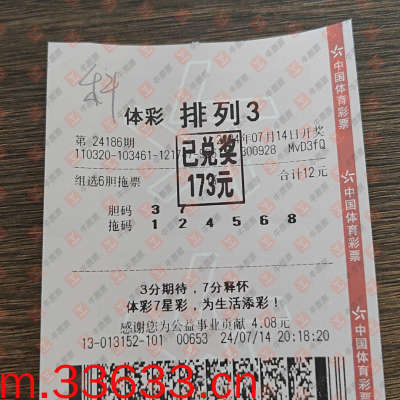 体彩 排列3
第 24186期 年07月14日开奖
110320-103461-121 300928 MvD3fQ
已兑奖
173元
组选6胆拖票 合计12元
胆码 3 7
拖码 1 2 4 5 6 8
3分期待，7分释怀
体彩7星彩，为生活添彩！
感谢您为公益事业贡献 4.08元
13-013152-101 00653 24/07/14 20:18:20
中国体育彩票
中国体育彩票
中国体育彩票
m.33633.cn